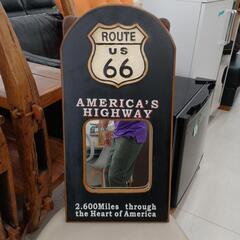 ROUTE
US
66
AMERICA'S
HIGHWAY
2,600Miles through
the Heart of America